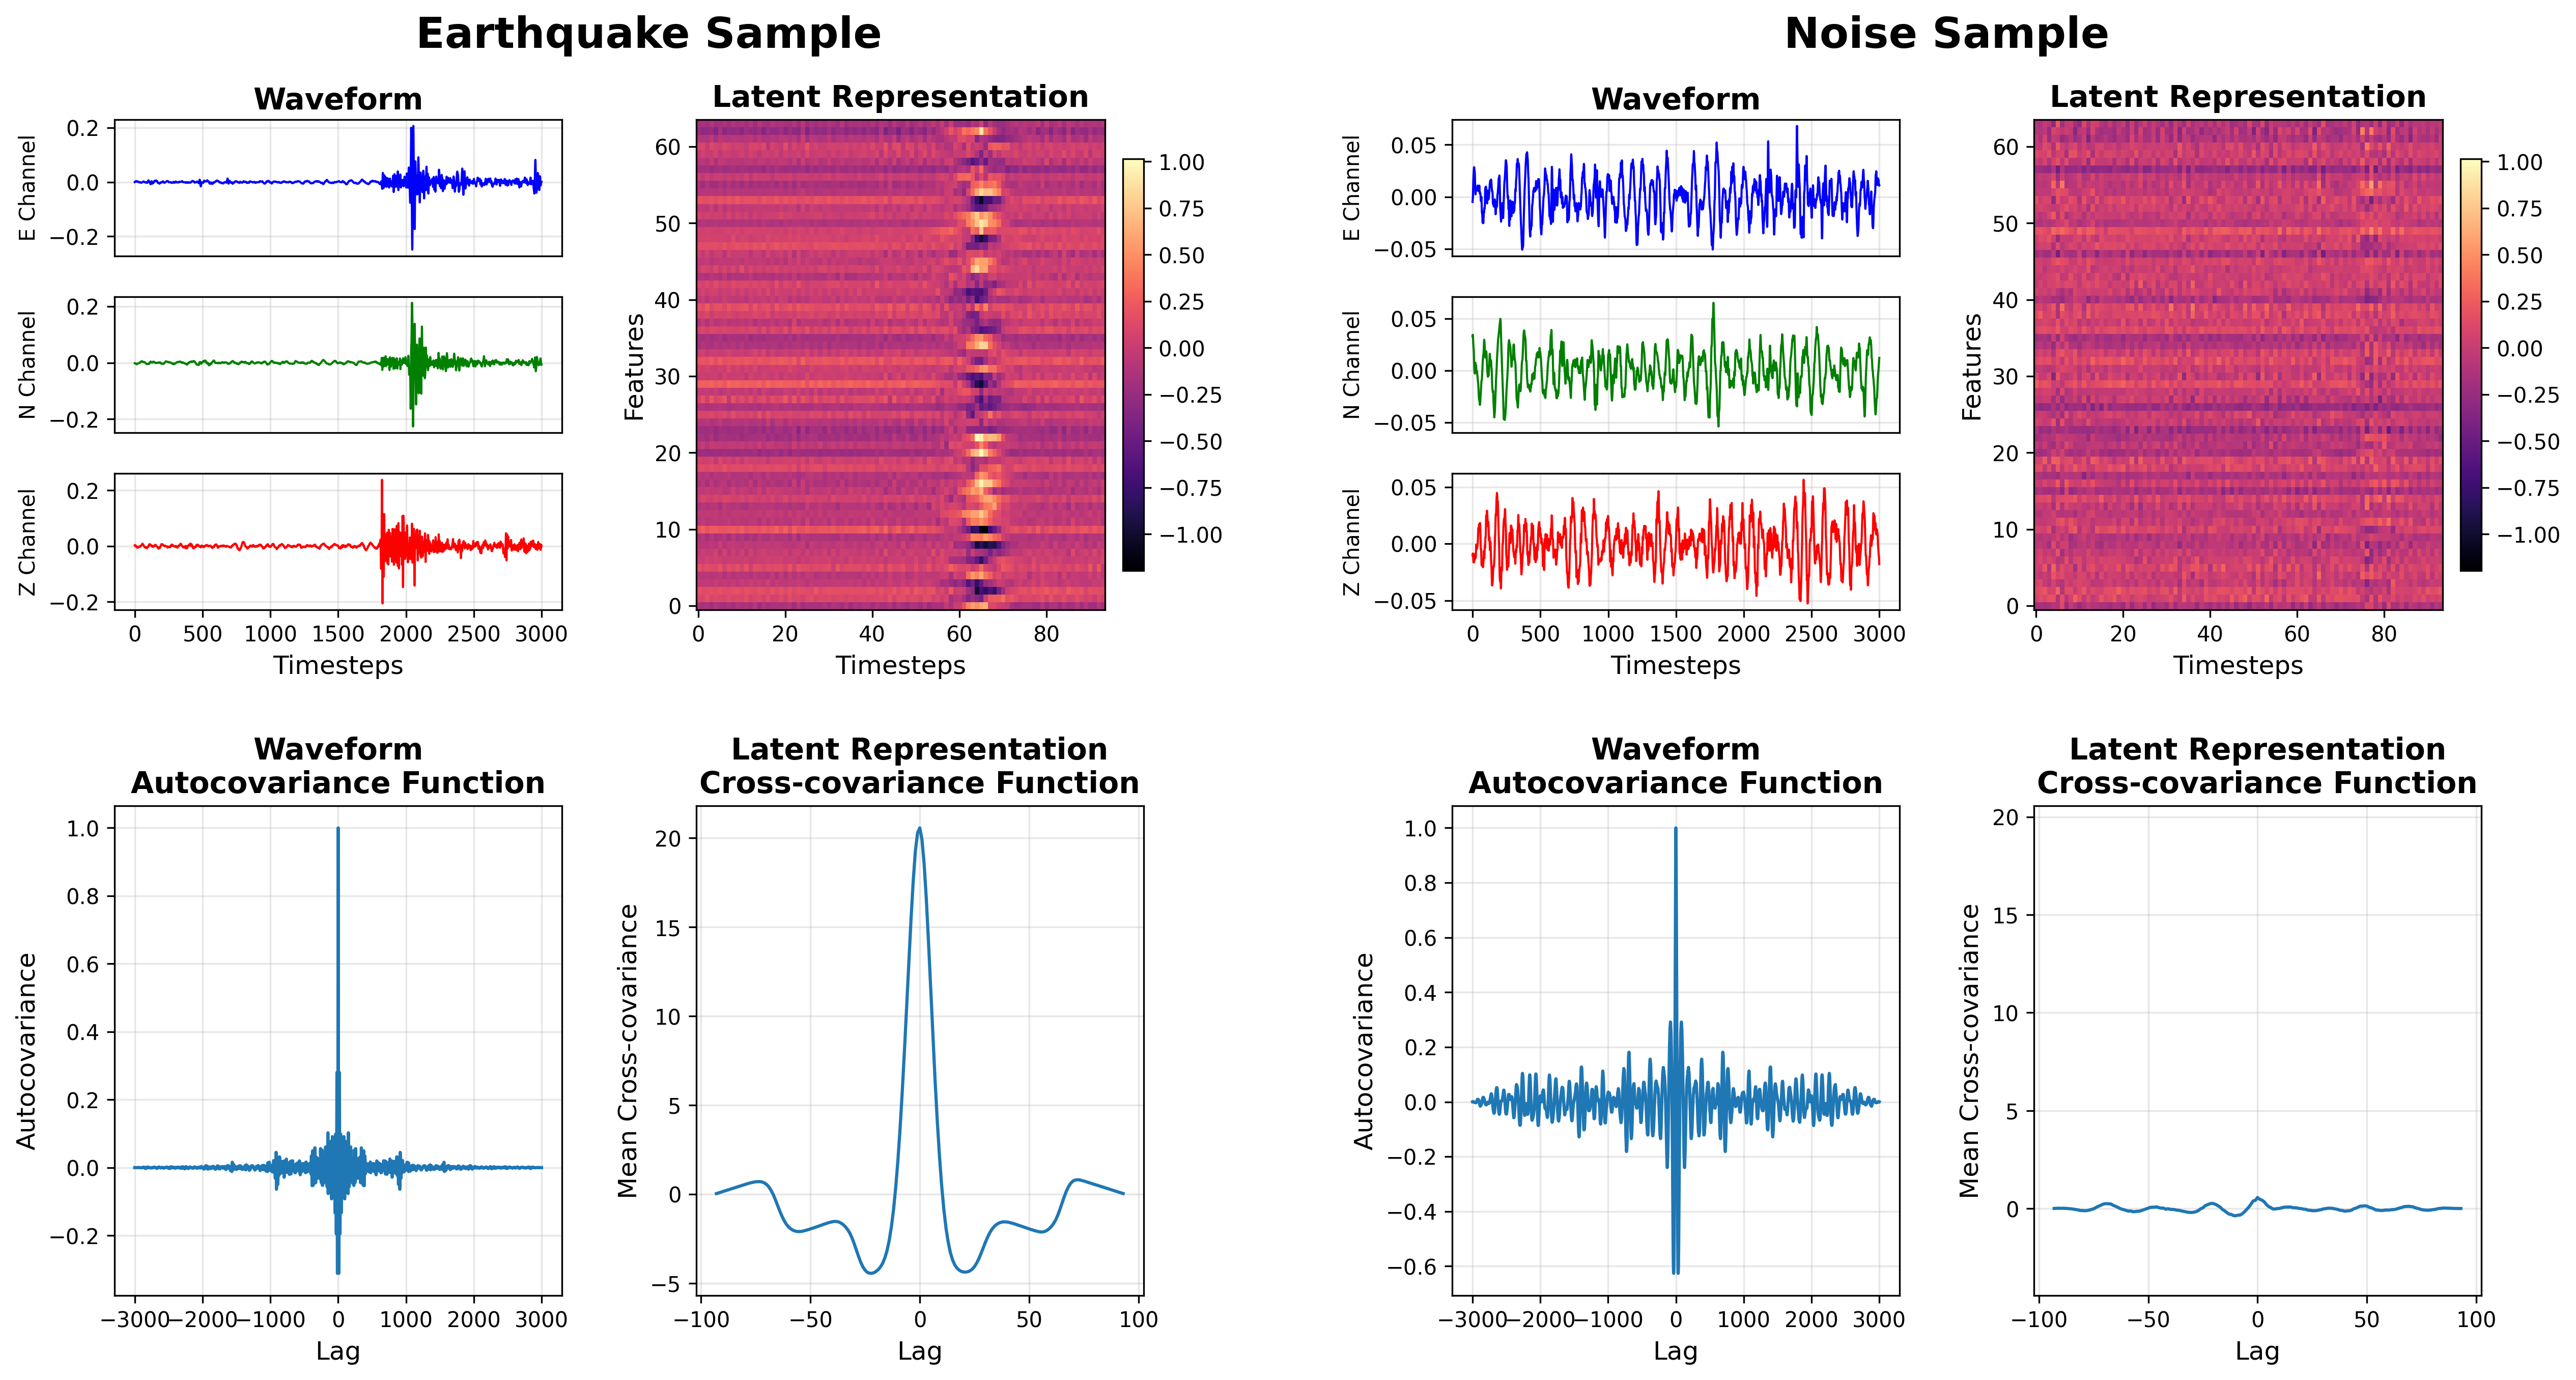 Earthquake Sample
Waveform
E Channel
0.2
0.0
−0.2
N Channel
0.2
0.0
−0.2
Z Channel
0.2
0.0
−0.2
0 500 1000 1500 2000 2500 3000
Timesteps
Latent Representation
Features
60
50
40
30
20
10
0
0 20 40 60 80
Timesteps
1.00
0.75
0.50
0.25
0.00
−0.25
−0.50
−0.75
−1.00
Waveform
Autocovariance Function
Autocovariance
1.0
0.8
0.6
0.4
0.2
0.0
−0.2
−3000 −2000 −1000 0 1000 2000 3000
Lag
Latent Representation
Cross-covariance Function
Mean Cross-covariance
20
15
10
5
0
−5
−100 −50 0 50 100
Lag
Noise Sample
Waveform
E Channel
0.05
0.00
−0.05
N Channel
0.05
0.00
−0.05
Z Channel
0.05
0.00
−0.05
0 500 1000 1500 2000 2500 3000
Timesteps
Latent Representation
Features
60
50
40
30
20
10
0
0 20 40 60 80
Timesteps
1.00
0.75
0.50
0.25
0.00
−0.25
−0.50
−0.75
−1.00
Waveform
Autocovariance Function
Autocovariance
1.0
0.8
0.6
0.4
0.2
0.0
−0.2
−0.4
−0.6
−3000 −2000 −1000 0 1000 2000 3000
Lag
Latent Representation
Cross-covariance Function
Mean Cross-covariance
20
15
10
5
0
−100 −50 0 50 100
Lag